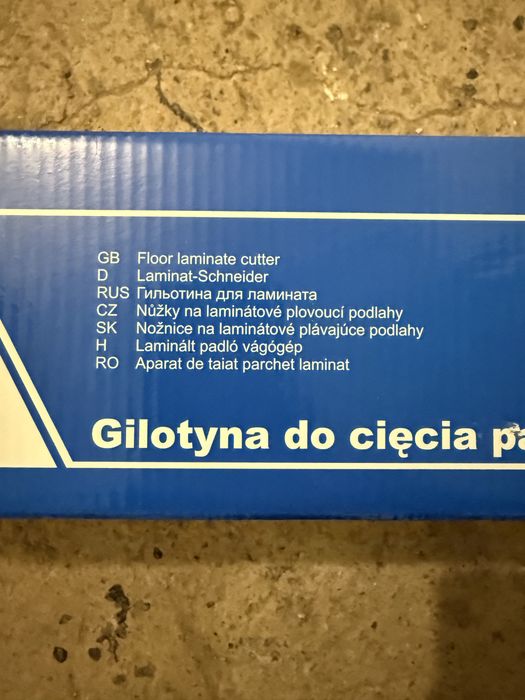 GB Floor laminate cutter
D Laminat-Schneider
RUS Гильотина для ламината
CZ Nůžky na laminátové plovoucí podlahy
SK Nožnice na laminátové plávajúce podlahy
H Laminált padló vágógép
RO Aparat de taiat parchet laminat
Gilotyna do cięcia pa